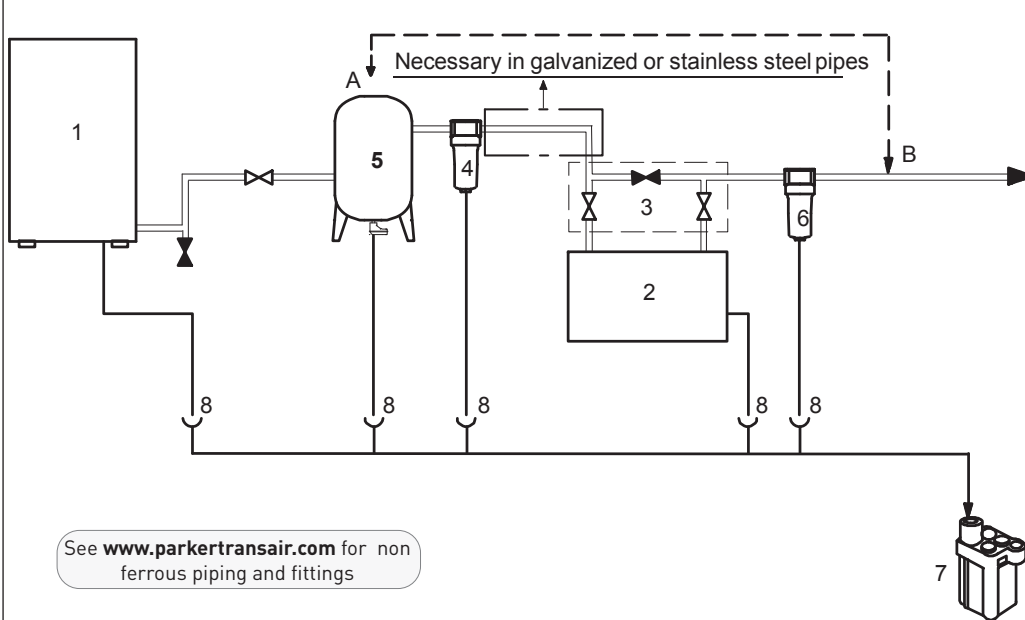 A
Necessary in galvanized or stainless steel pipes
1
5
4
B
3
6
2
8
8
8
8
8
See www.parkertransair.com for non
ferrous piping and fittings
7